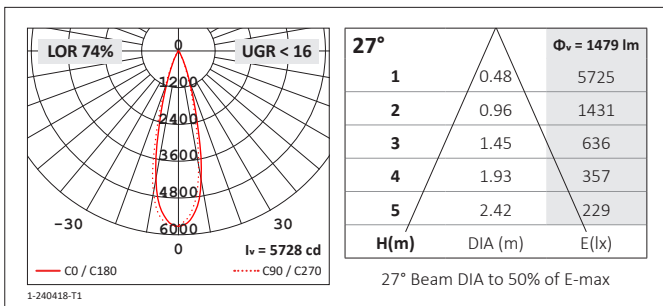 LOR 74%
UGR < 16
0
1200
2400
3600
4800
6000
-30
30
0
Iv = 5728 cd
C0 / C180
C90 / C270
1-240418-T1
27° Φv = 1479 lm
1 0.48 5725
2 0.96 1431
3 1.45 636
4 1.93 357
5 2.42 229
H(m) DIA (m) E(lx)
27° Beam DIA to 50% of E-max